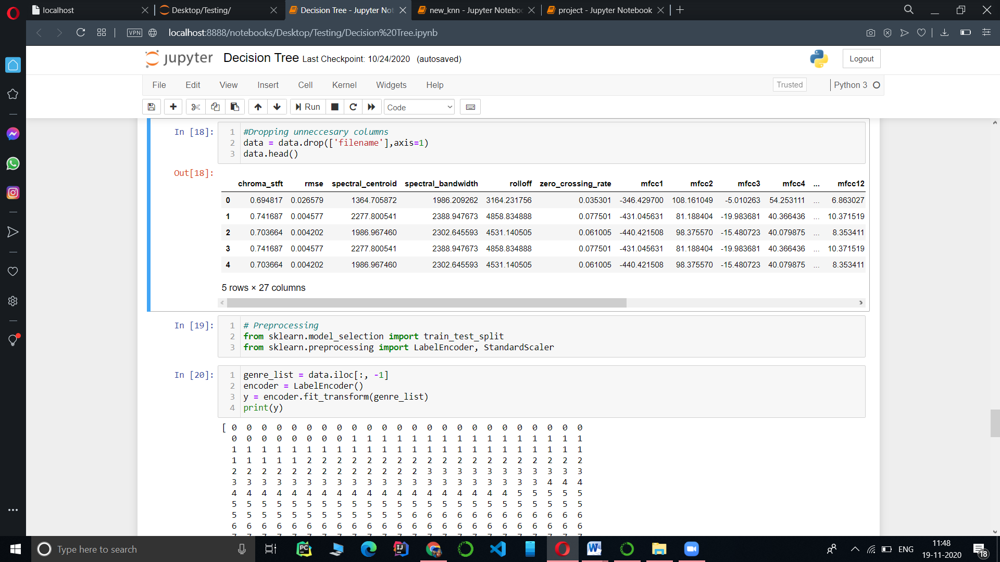 localhost
Desktop/Testing/
Decision Tree - Jupyter Not
new_knn - Jupyter Notebo
project - Jupyter Notebook
VPN
localhost:8888/notebooks/Desktop/Testing/Decision%20Tree.ipynb
jupyter Decision Tree Last Checkpoint: 10/24/2020 (autosaved)
Logout
File Edit View Insert Cell Kernel Widgets Help
Trusted
Python 3
Run
Code
In [18]:
1 #Dropping unneccesary columns
2 data = data.drop(['filename'],axis=1)
3 data.head()
Out[18]:
chroma_stft rmse spectral_centroid spectral_bandwidth rolloff zero_crossing_rate mfcc1 mfcc2 mfcc3 mfcc4 ... mfcc12
0 0.694817 0.026579 1364.705872 1986.209262 3164.231756 0.035301 -346.429700 108.161049 -5.010263 54.253111 ... 6.863027
1 0.741687 0.004577 2277.800541 2388.947673 4858.834888 0.077501 -431.045631 81.188404 -19.983681 40.366436 ... 10.371519
2 0.703664 0.004202 1986.967460 2302.645593 4531.140505 0.061005 -440.421508 98.375570 -15.480723 40.079875 ... 8.353411
3 0.741687 0.004577 2277.800541 2388.947673 4858.834888 0.077501 -431.045631 81.188404 -19.983681 40.366436 ... 10.371519
4 0.703664 0.004202 1986.967460 2302.645593 4531.140505 0.061005 -440.421508 98.375570 -15.480723 40.079875 ... 8.353411
5 rows × 27 columns
In [19]:
1 # Preprocessing
2 from sklearn.model_selection import train_test_split
3 from sklearn.preprocessing import LabelEncoder, StandardScaler
In [20]:
1 genre_list = data.iloc[:, -1]
2 encoder = LabelEncoder()
3 y = encoder.fit_transform(genre_list)
4 print(y)
[ 0 0 0 0 0 0 0 0 0 0 0 0 0 0 0 0 0 0 0 0 0 0 0 0
0 0 0 0 0 0 0 0 1 1 1 1 1 1 1 1 1 1 1 1 1 1 1 1
1 1 1 1 1 1 1 1 1 1 1 1 1 1 1 1 1 1 1 1 1 1 1 1
1 1 1 1 1 2 2 2 2 2 2 2 2 2 2 2 2 2 2 2 2 2 2 2
2 2 2 2 2 2 2 2 2 2 2 2 2 3 3 3 3 3 3 3 3 3 3 3
3 3 3 3 3 3 3 3 3 3 3 3 3 3 3 3 3 3 3 3 3 4 4 4
4 4 4 4 4 4 4 4 4 4 4 4 4 4 4 4 4 4 4 5 5 5 5 5
5 5 5 5 5 5 5 5 5 5 5 5 5 5 5 5 5 5 5 5 5 5 5 5
5 5 5 5 5 5 5 5 5 5 5 5 6 6 6 6 6 6 6 6 6 6 6 6
6 6 6 6 6 6 6 6 6 6 6 6 6 6 6 6 6 6 6 6 6 6 6 6
Type here to search
ENG
11:48
19-11-2020
18